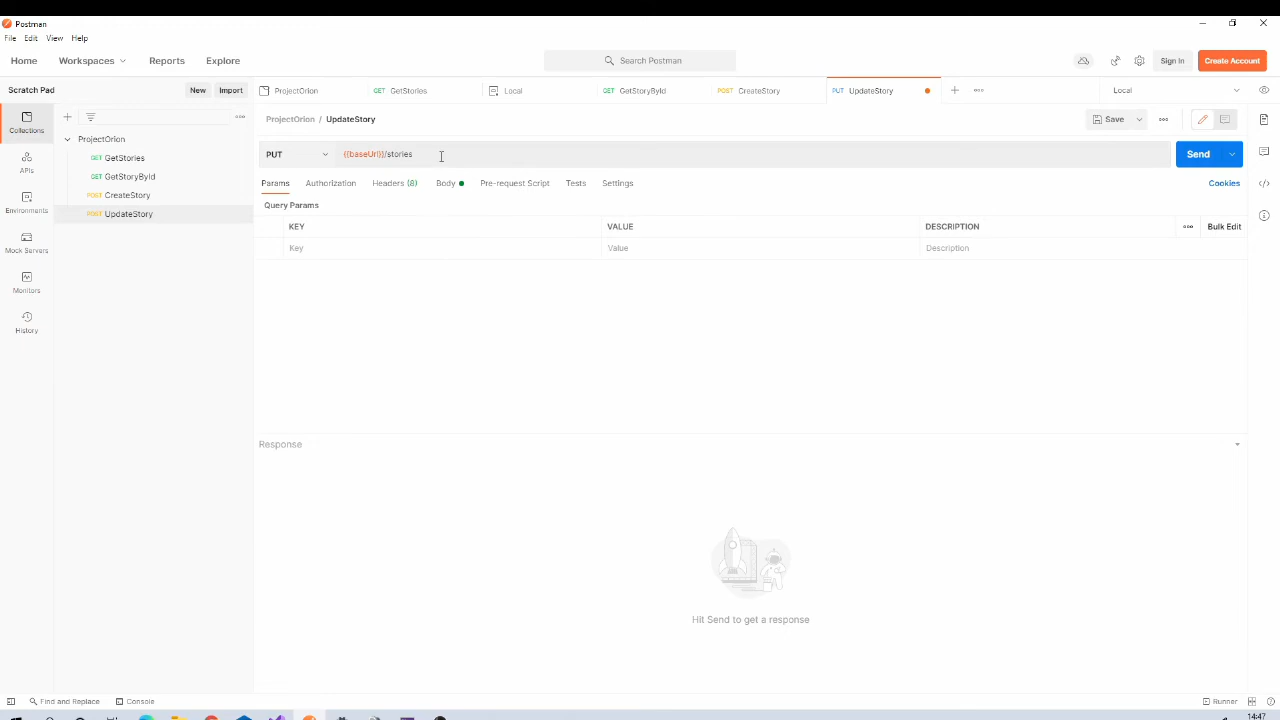 Postman
File Edit View Help
Home Workspaces Reports Explore Search Postman Sign In Create Account
Scratch Pad New Import ProjectOrion GET GetStories Local GET GetStoryById POST CreateStory PUT UpdateStory Local
ProjectOrion / UpdateStory Save
Collections
ProjectOrion
GET GetStories
GET GetStoryById
POST CreateStory
POST UpdateStory
APIs
Environments
Mock Servers
Monitors
History
PUT {{baseUrl}}/stories Send
Params Authorization Headers (8) Body Pre-request Script Tests Settings Cookies
Query Params
KEY VALUE DESCRIPTION Bulk Edit
Key Value Description
Response
Hit Send to get a response
Find and Replace Console Runner
14:47